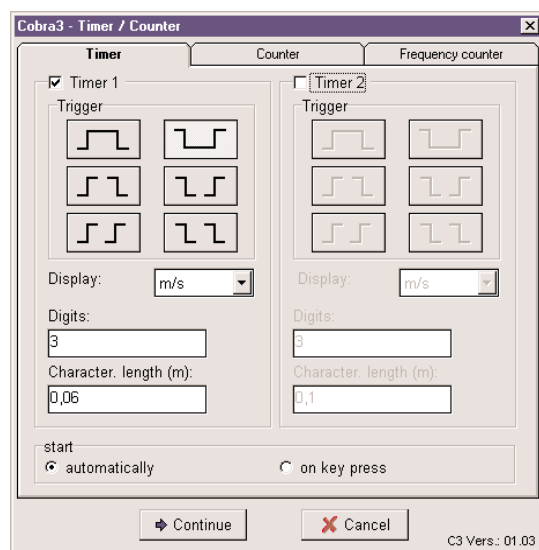 Cobra3 - Timer / Counter
Timer Counter Frequency counter
Timer 1 Timer 2
Trigger Trigger
Display: m/s Display: m/s
Digits: Digits:
3 3
Character. length (m): Character. length (m):
0,06 0,1
start
automatically on key press
Continue Cancel
C3 Vers.: 01.03